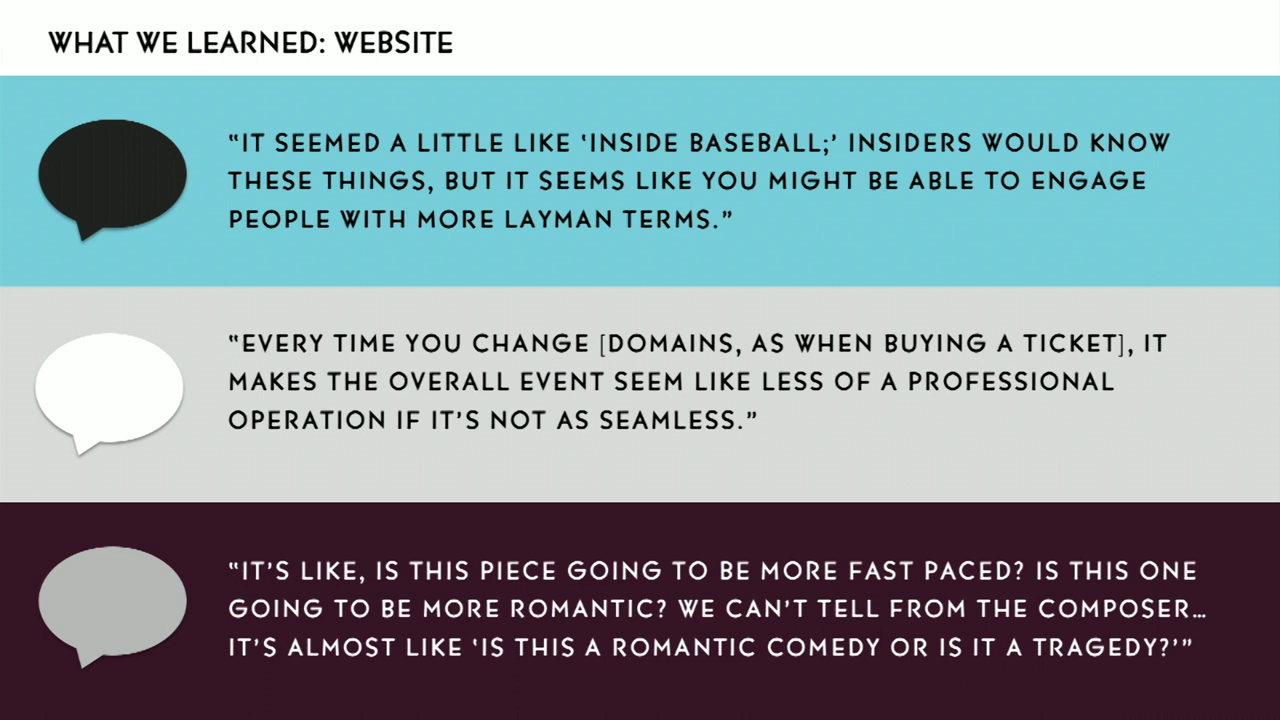 WHAT WE LEARNED: WEBSITE
“IT SEEMED A LITTLE LIKE ‘INSIDE BASEBALL;’ INSIDERS WOULD KNOW
THESE THINGS, BUT IT SEEMS LIKE YOU MIGHT BE ABLE TO ENGAGE
PEOPLE WITH MORE LAYMAN TERMS.”
“EVERY TIME YOU CHANGE [DOMAINS, AS WHEN BUYING A TICKET], IT
MAKES THE OVERALL EVENT SEEM LIKE LESS OF A PROFESSIONAL
OPERATION IF IT’S NOT AS SEAMLESS.”
“IT’S LIKE, IS THIS PIECE GOING TO BE MORE FAST PACED? IS THIS ONE
GOING TO BE MORE ROMANTIC? WE CAN’T TELL FROM THE COMPOSER…
IT’S ALMOST LIKE ‘IS THIS A ROMANTIC COMEDY OR IS IT A TRAGEDY?’”